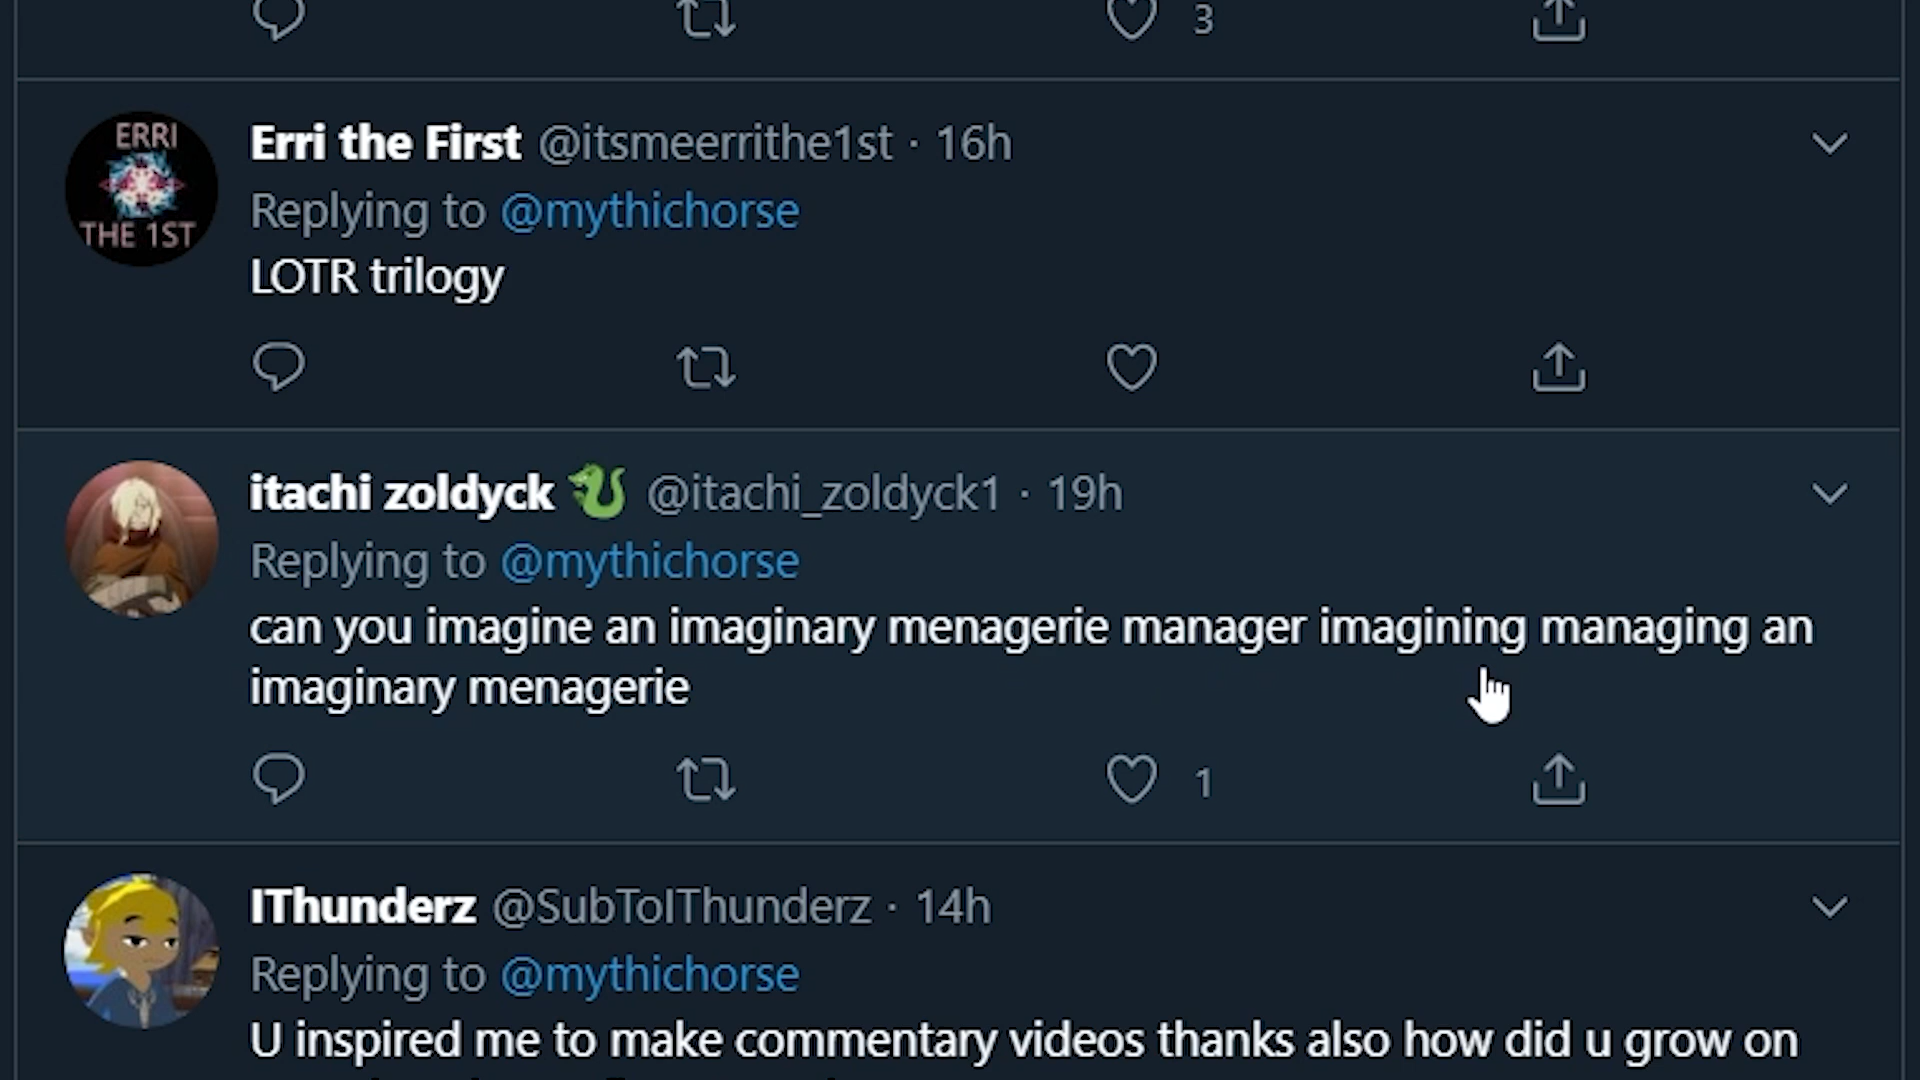 3
ERRI
THE 1ST
Erri the First @itsmeerrithe1st · 16h
Replying to @mythichorse
LOTR trilogy
itachi zoldyck 🐉 @itachi_zoldyck1 · 19h
Replying to @mythichorse
can you imagine an imaginary menagerie manager imagining managing an
imaginary menagerie
1
IThunderz @SubToIThunderz · 14h
Replying to @mythichorse
U inspired me to make commentary videos thanks also how did u grow on